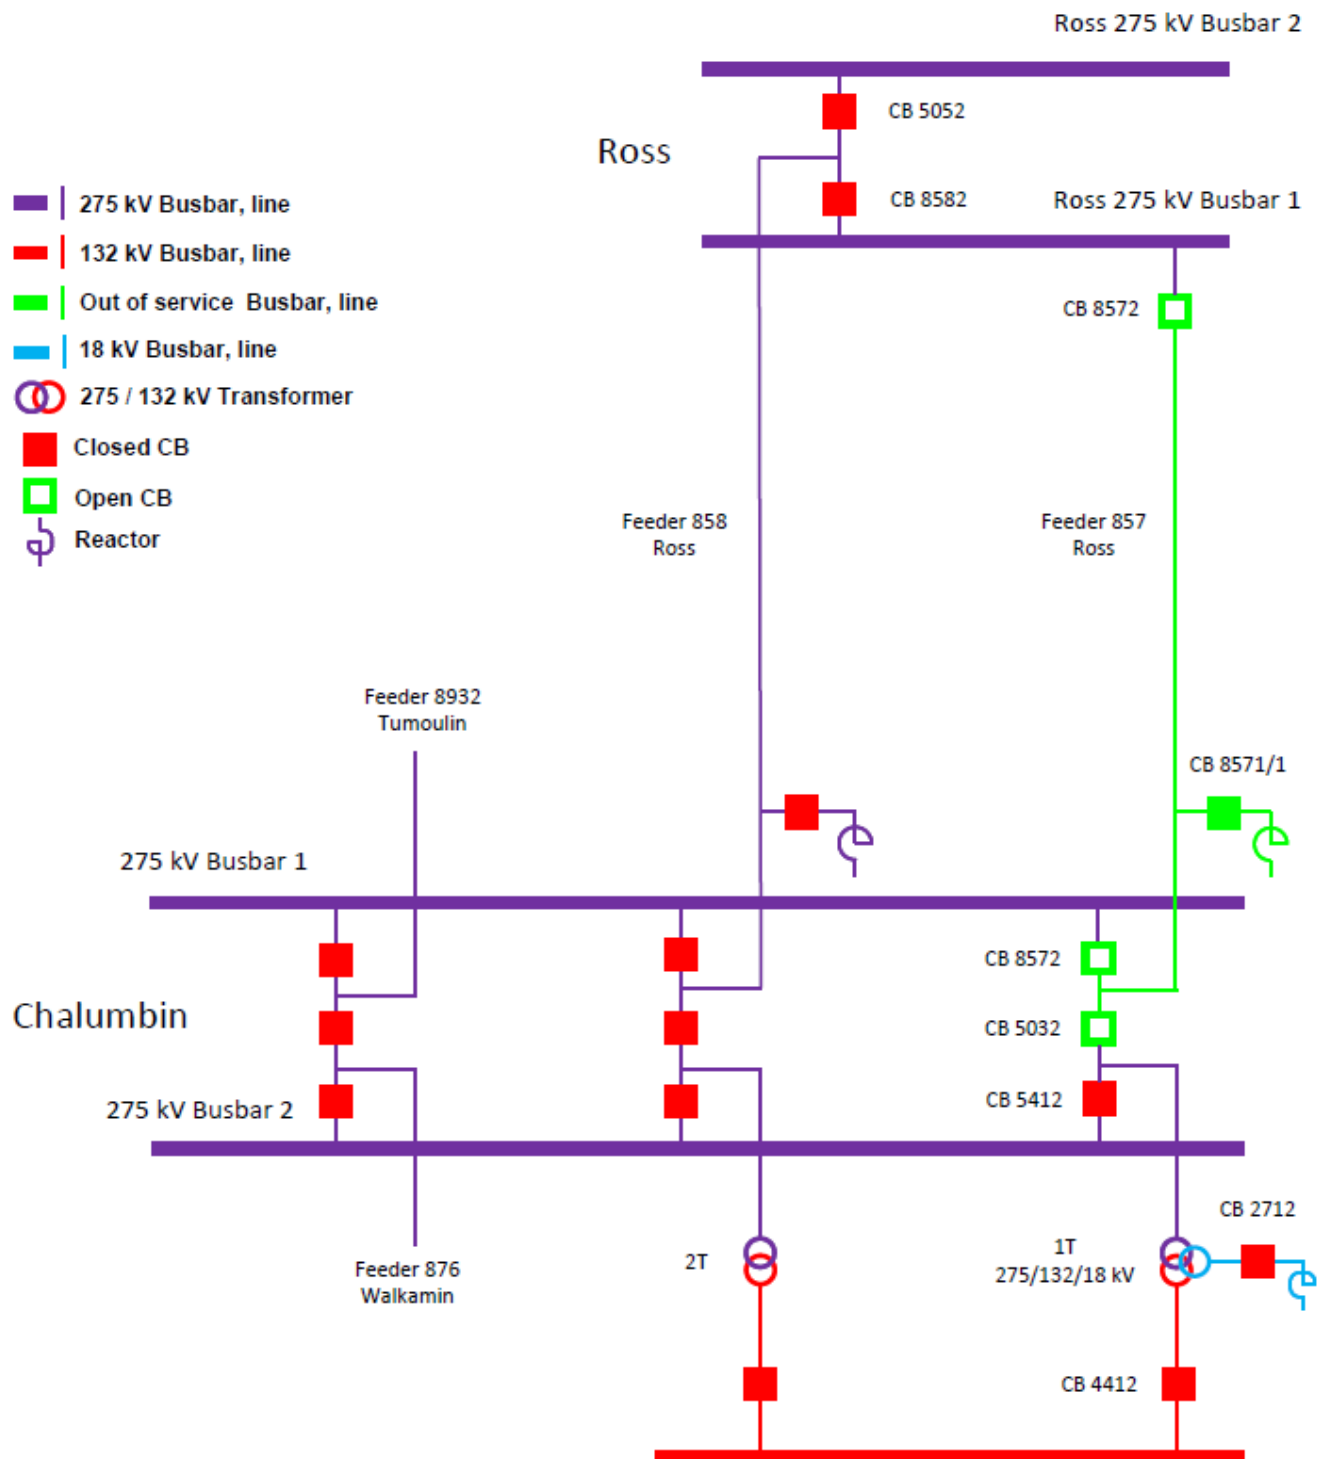 Ross 275 kV Busbar 2
CB 5052
Ross
CB 8582
Ross 275 kV Busbar 1
275 kV Busbar, line
132 kV Busbar, line
Out of service Busbar, line
18 kV Busbar, line
275 / 132 kV Transformer
Closed CB
Open CB
Reactor
CB 8572
Feeder 858
Ross
Feeder 857
Ross
Feeder 8932
Tumoulin
CB 8571/1
275 kV Busbar 1
CB 8572
Chalumbin
CB 5032
275 kV Busbar 2
CB 5412
CB 2712
2T
1T
275/132/18 kV
Feeder 876
Walkamin
CB 4412